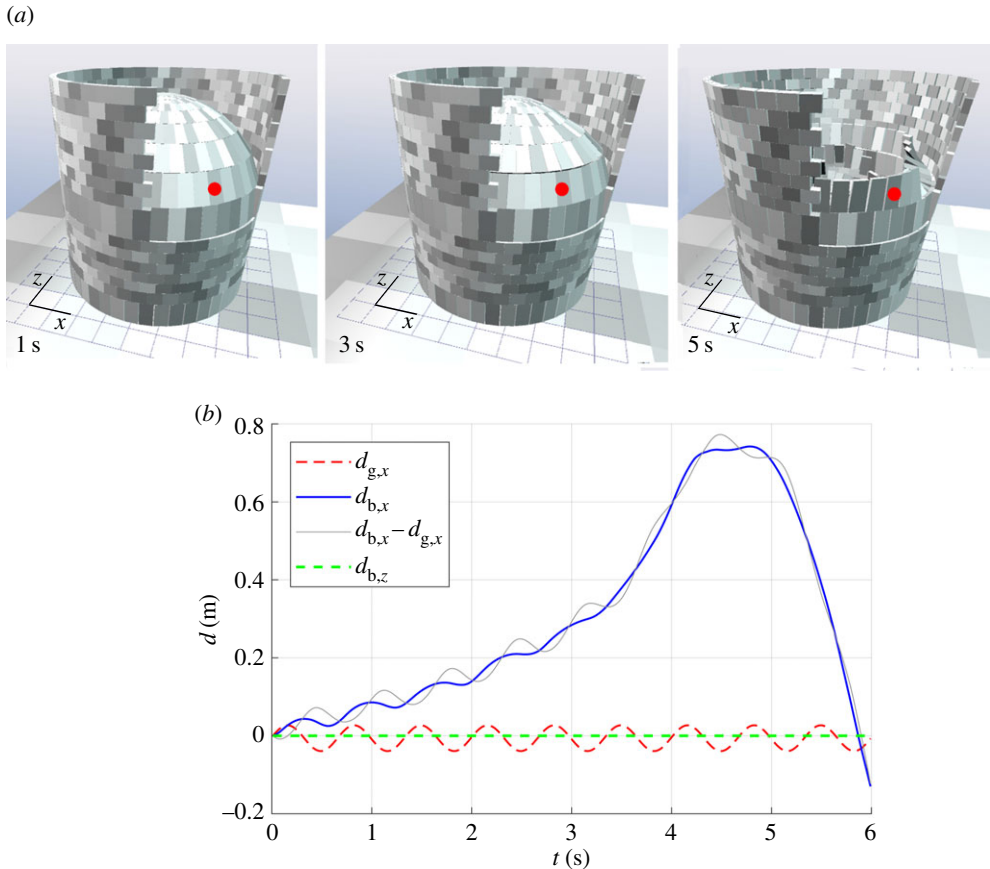 (a)
z
x
1 s
z
x
3 s
z
x
5 s
(b)
0.8
0.6
0.4
0.2
0
–0.2
d (m)
d_g,x
d_b,x
d_b,x – d_g,x
d_b,z
0 1 2 3 4 5 6
t (s)